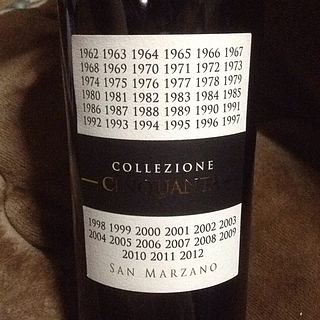 1962 1963 1964 1965 1966 1967
1968 1969 1970 1971 1972 1973
1974 1975 1976 1977 1978 1979
1980 1981 1982 1983 1984 1985
1986 1987 1988 1989 1990 1991
1992 1993 1994 1995 1996 1997
COLLEZIONE
CINQUANTA
1998 1999 2000 2001 2002 2003
2004 2005 2006 2007 2008 2009
2010 2011 2012
SAN MARZANO